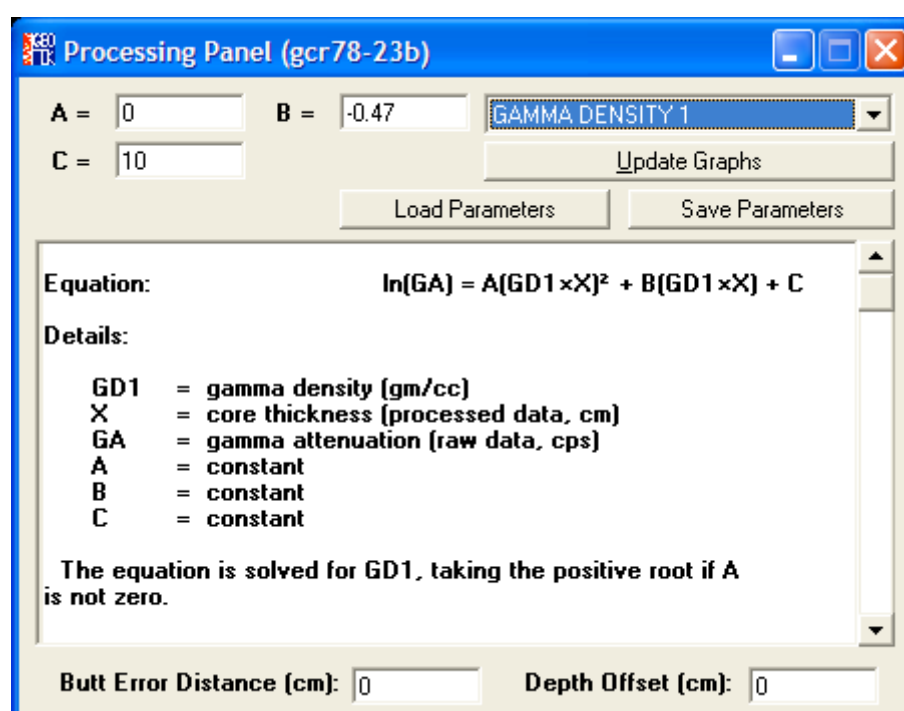 GEO TK Processing Panel (gcr78-23b)
A = 0 B = -0.47 GAMMA DENSITY 1
C = 10 Update Graphs
Load Parameters Save Parameters
Equation: ln(GA) = A(GD1×X)² + B(GD1×X) + C
Details:
GD1 = gamma density (gm/cc)
X = core thickness (processed data, cm)
GA = gamma attenuation (raw data, cps)
A = constant
B = constant
C = constant
The equation is solved for GD1, taking the positive root if A
is not zero.
Butt Error Distance (cm): 0 Depth Offset (cm): 0